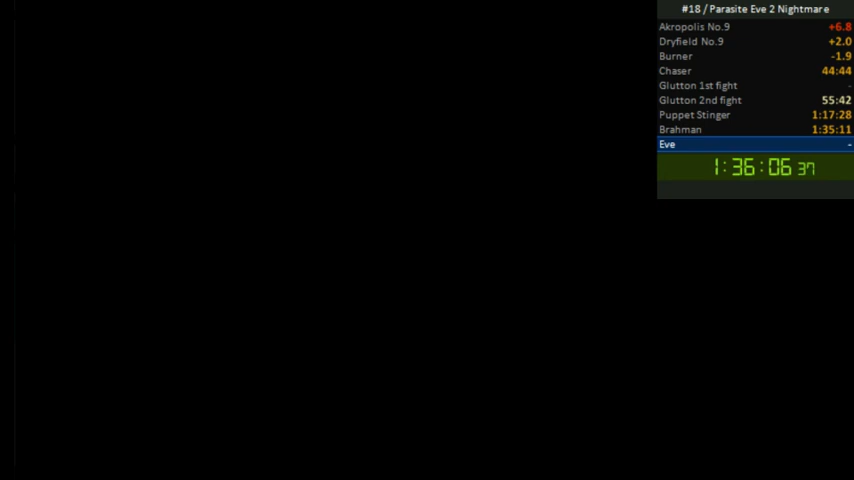 #18 / Parasite Eve 2 Nightmare
Akropolis No.9 +6.8
Dryfield No.9 +2.0
Burner -1.9
Chaser 44:44
Glutton 1st fight -
Glutton 2nd fight 55:42
Puppet Stinger 1:17:28
Brahman 1:35:11
Eve -
1:36:06 37